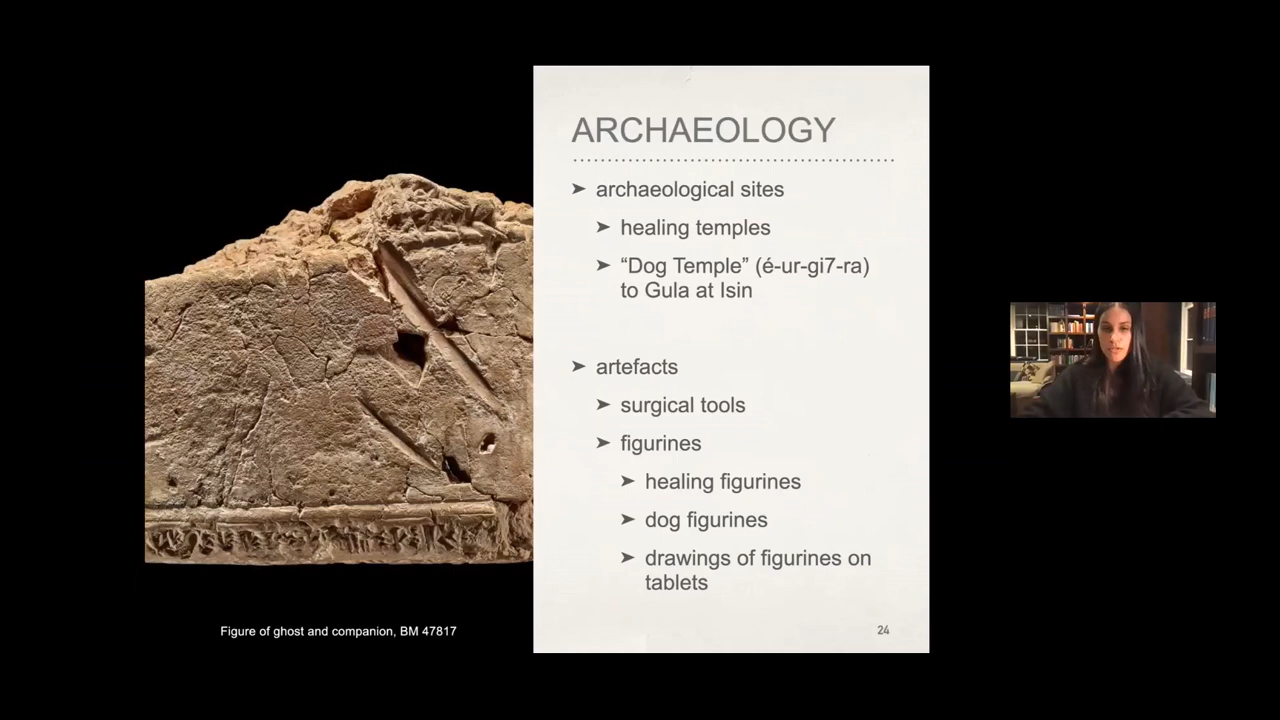 ARCHAEOLOGY
➤ archaeological sites
➤ healing temples
➤ “Dog Temple” (é-ur-gi7-ra)
to Gula at Isin
➤ artefacts
➤ surgical tools
➤ figurines
➤ healing figurines
➤ dog figurines
➤ drawings of figurines on
tablets
24
Figure of ghost and companion, BM 47817